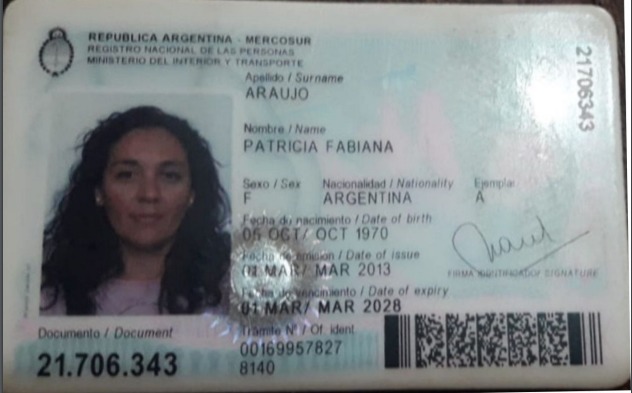 REPUBLICA ARGENTINA - MERCOSUR
REGISTRO NACIONAL DE LAS PERSONAS
MINISTERIO DEL INTERIOR Y TRANSPORTE
Apellido / Surname
ARAUJO
Nombre / Name
PATRICIA FABIANA
Sexo / Sex Nacionalidad / Nationality Ejemplar
F ARGENTINA A
Fecha de nacimiento / Date of birth
05 OCT/ OCT 1970
Fecha de emisión / Date of issue
01 MAR/ MAR 2013
Fecha de vencimiento / Date of expiry
01 MAR/ MAR 2028
FIRMA IDENTIFICADO/ SIGNATURE
Documento / Document
21.706.343
Tramite N° / Of. ident
00169957827
8140
21706343